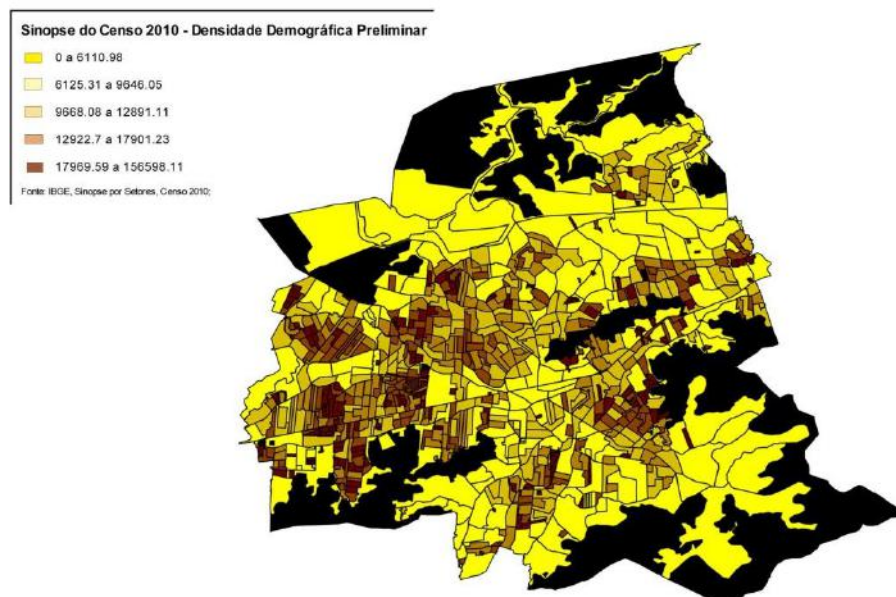 Sinopse do Censo 2010 - Densidade Demográfica Preliminar
0 a 6110.98
6125.31 a 9646.05
9668.08 a 12891.11
12922.7 a 17901.23
17969.59 a 156598.11
Fonte: IBGE, Sinopse por Setores, Censo 2010;